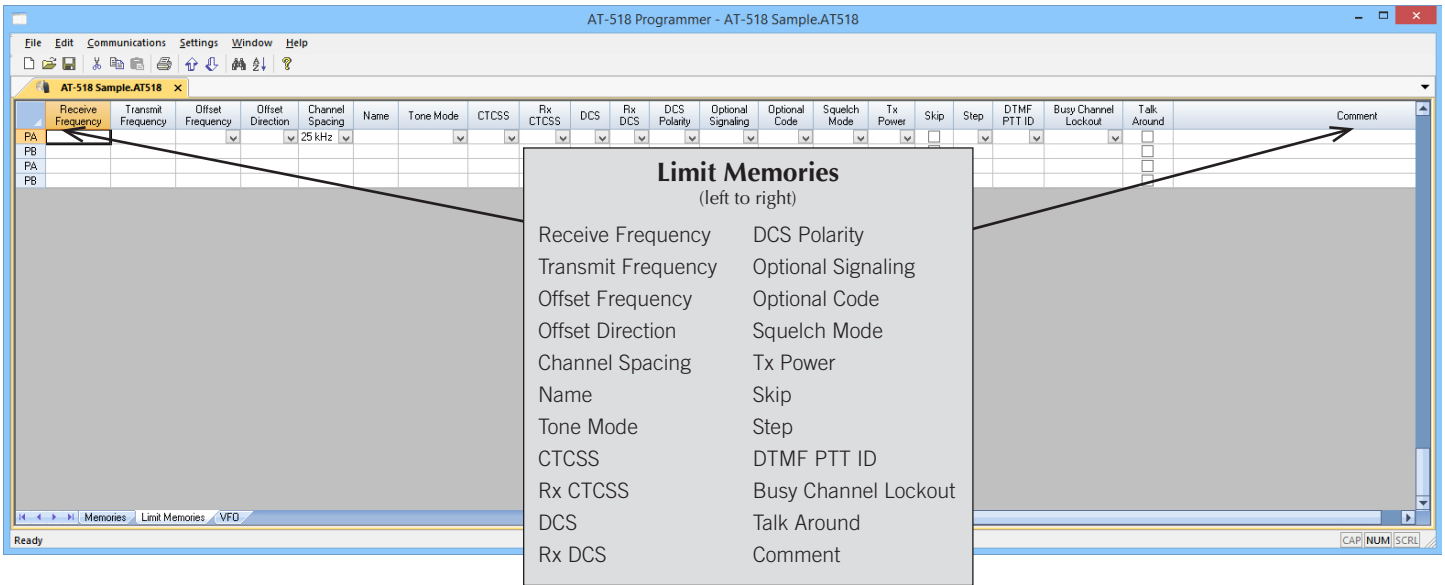 AT-518 Programmer - AT-518 Sample.AT518
File Edit Communications Settings Window Help
AT-518 Sample.AT518
Receive Frequency Transmit Frequency Offset Frequency Offset Direction Channel Spacing Name Tone Mode CTCSS Rx CTCSS DCS Rx DCS DCS Polarity Optional Signaling Optional Code Squelch Mode Tx Power Skip Step DTMF PTT ID Busy Channel Lockout Talk Around Comment
PA 25 kHz
PB
PA
PB
Limit Memories
(left to right)
Receive Frequency
Transmit Frequency
Offset Frequency
Offset Direction
Channel Spacing
Name
Tone Mode
CTCSS
Rx CTCSS
DCS
Rx DCS
DCS Polarity
Optional Signaling
Optional Code
Squelch Mode
Tx Power
Skip
Step
DTMF PTT ID
Busy Channel Lockout
Talk Around
Comment
Memories Limit Memories VFO
Ready CAP NUM SCRL